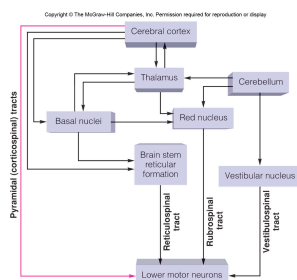 Copyright © The McGraw-Hill Companies, Inc. Permission required for reproduction or display
Cerebral cortex
Thalamus
Cerebellum
Basal nuclei
Red nucleus
Brain stem
reticular
formation
Vestibular nucleus
Pyramidal (corticospinal) tracts
Reticulospinal
tract
Rubrospinal
tract
Vestibulospinal
tract
Lower motor neurons